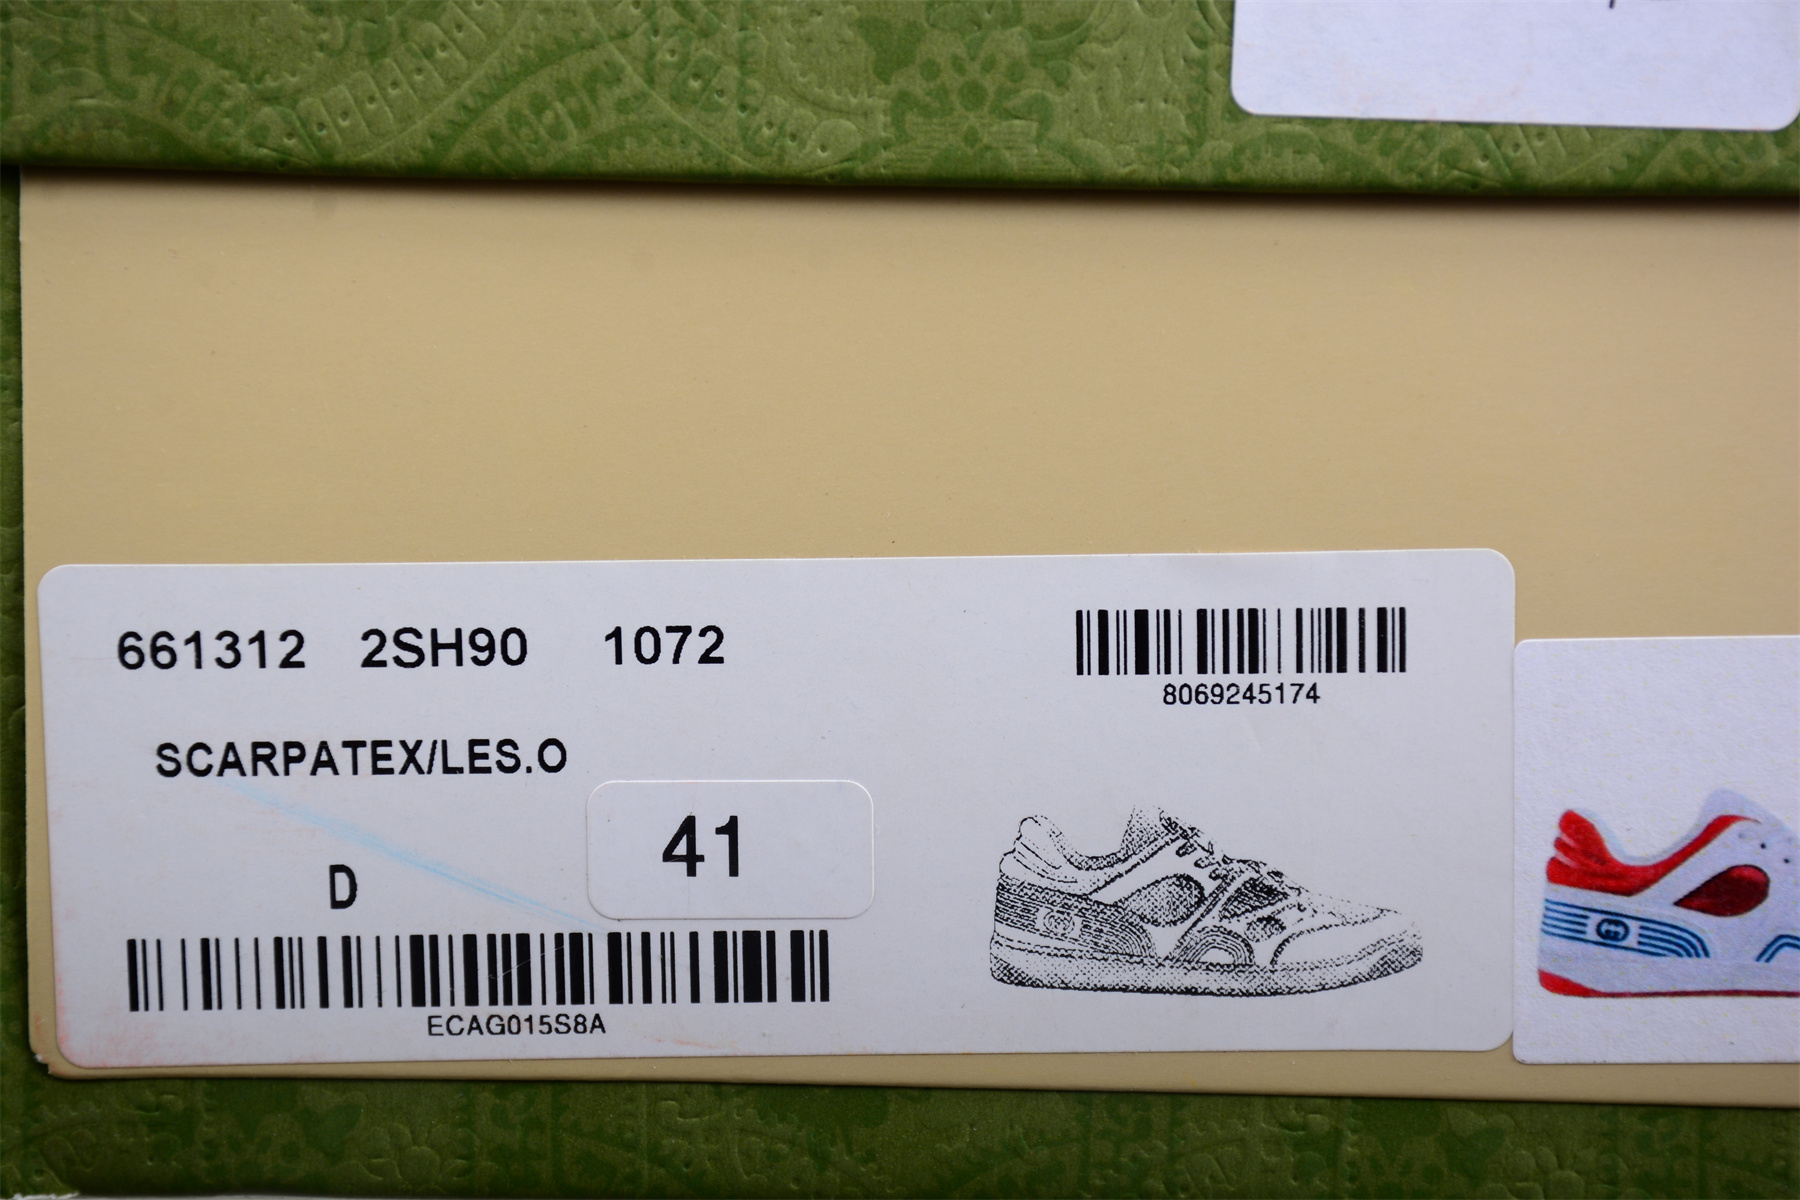 661312 2SH90 1072
8069245174
SCARPATEX/LES.O
41
D
ECAG015S8A